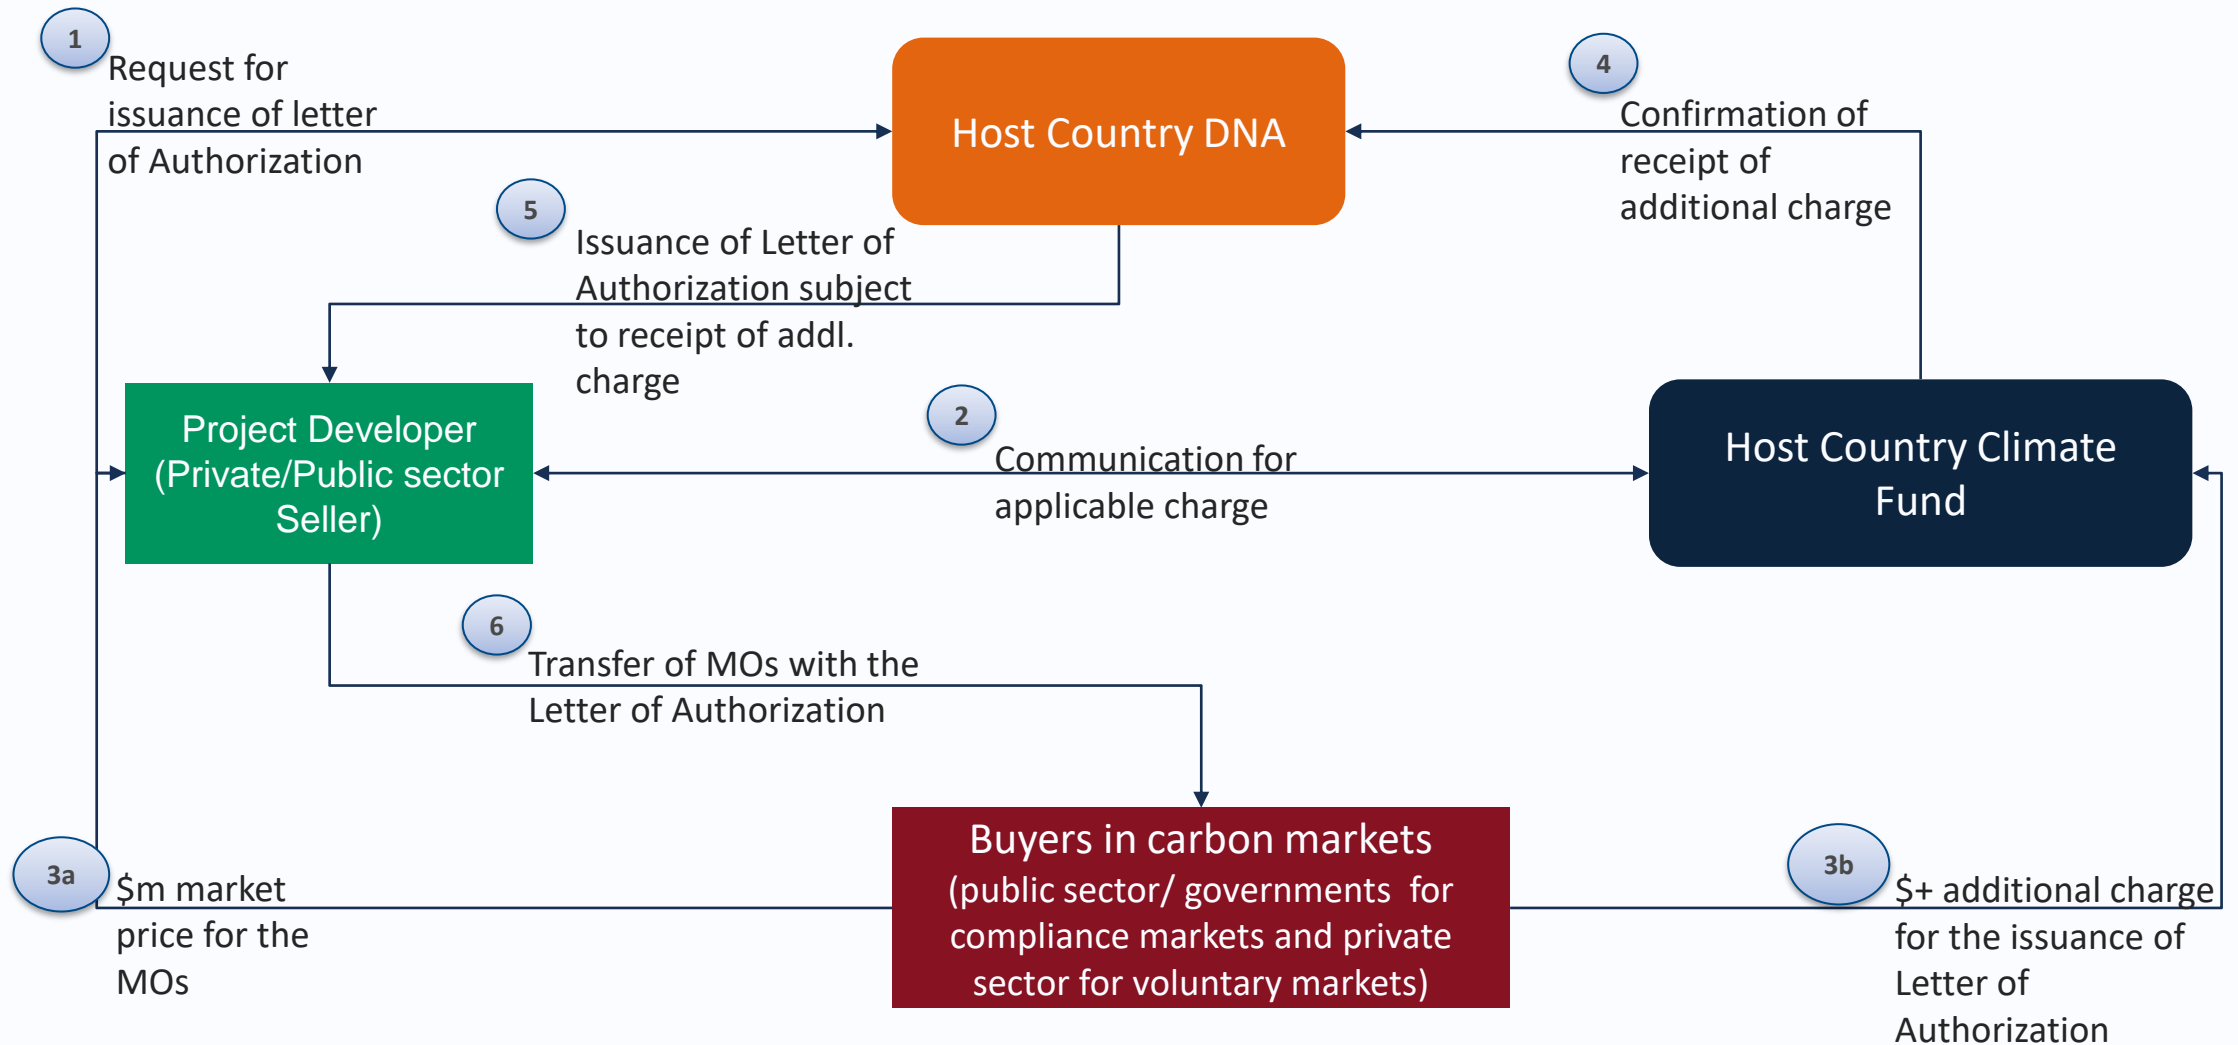 1
Request for
issuance of letter
of Authorization
Host Country DNA
4
Confirmation of
receipt of
additional charge
5
Issuance of Letter of
Authorization subject
to receipt of addl.
charge
Project Developer
(Private/Public sector
Seller)
2
Communication for
applicable charge
Host Country Climate
Fund
6
Transfer of MOs with the
Letter of Authorization
3a
$m market
price for the
MOs
Buyers in carbon markets
(public sector/ governments for
compliance markets and private
sector for voluntary markets)
3b
$+ additional charge
for the issuance of
Letter of
Authorization